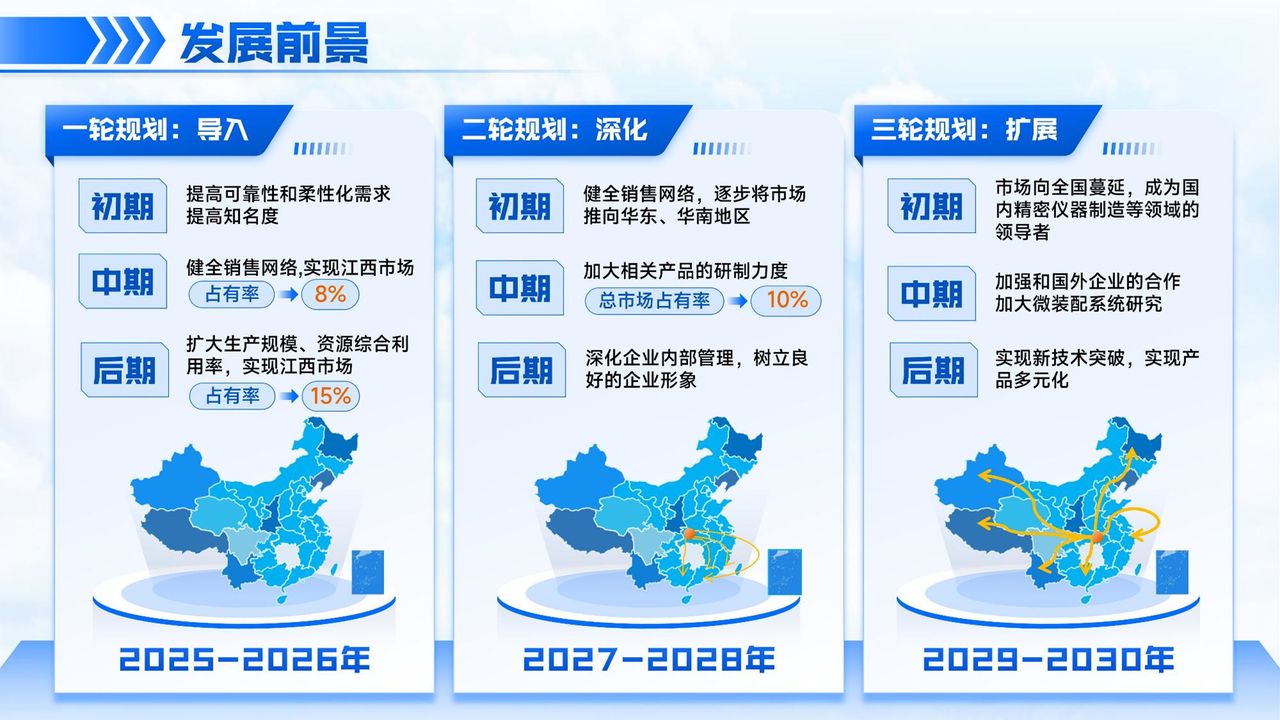 发展前景
一轮规划：导入
初期
提高可靠性和柔性化需求
提高知名度
中期
健全销售网络,实现江西市场
占有率
8%
后期
扩大生产规模、资源综合利
用率，实现江西市场
占有率
15%
2025-2026年
二轮规划：深化
初期
健全销售网络，逐步将市场
推向华东、华南地区
中期
加大相关产品的研制力度
总市场占有率
10%
后期
深化企业内部管理，树立良
好的企业形象
2027-2028年
三轮规划：扩展
初期
市场向全国蔓延，成为国
内精密仪器制造等领域的
领导者
中期
加强和国外企业的合作
加大微装配系统研究
后期
实现新技术突破，实现产
品多元化
2029-2030年